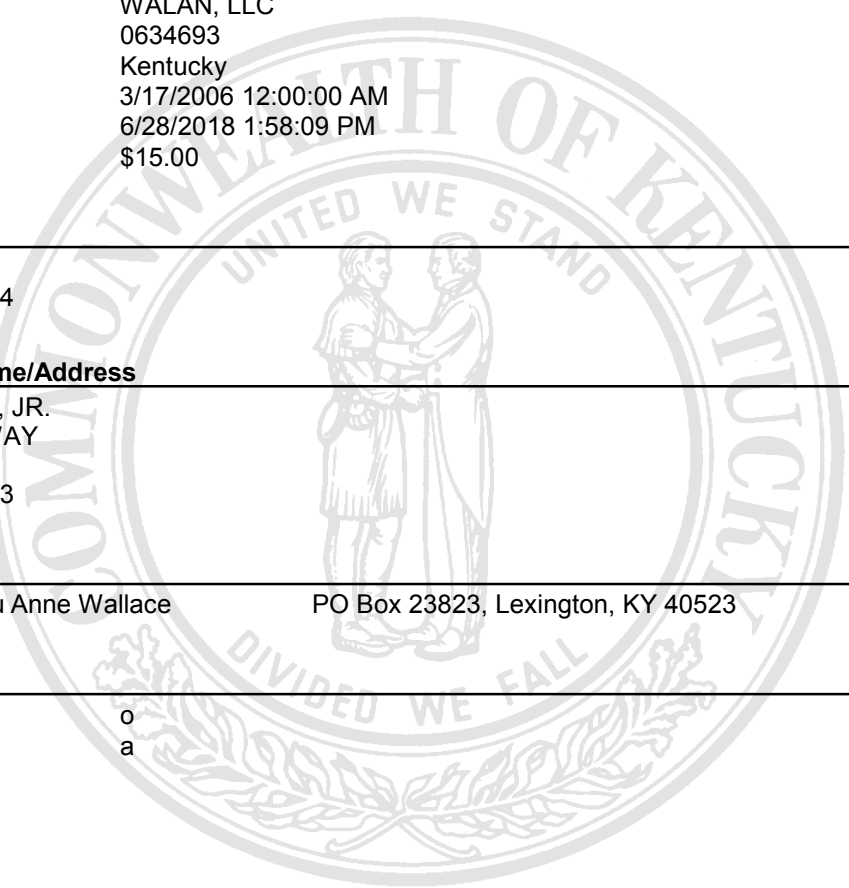 WALAN, LLC
0634693
Kentucky
3/17/2006 12:00:00 AM
6/28/2018 1:58:09 PM
$15.00
COMMONWEALTH OF KENTUCKY
UNITED WE STAND
4
me/Address
, JR.
WAY
3
u Anne Wallace PO Box 23823, Lexington, KY 40523
DIVIDED WE FALL
o
a